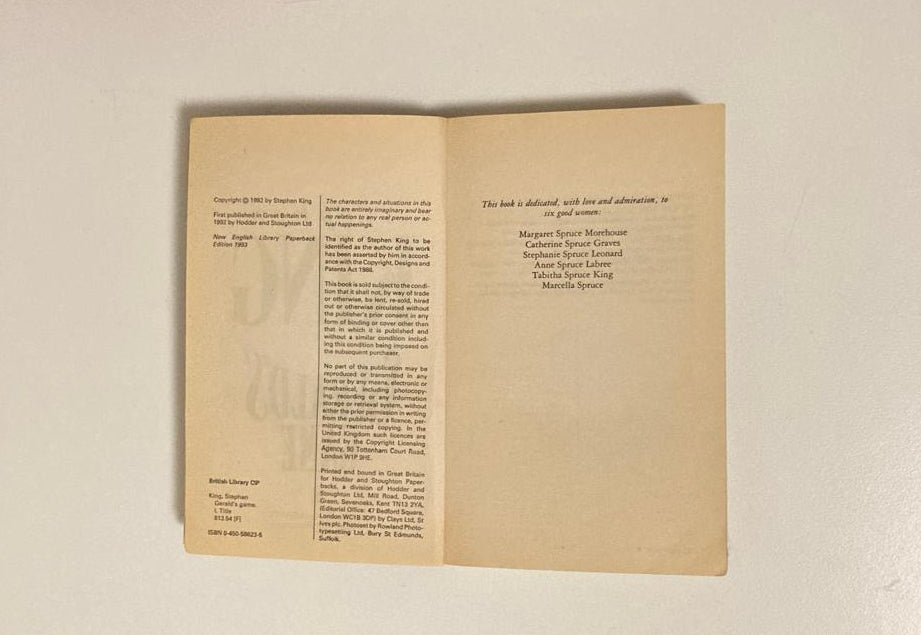 Copyright © 1992 by Stephen King
First published in Great Britain in
1992 by Hodder and Stoughton Ltd
New English Library Paperback
Edition 1993
British Library CIP
King, Stephen
Gerald's game.
I. Title
813.54 [F]
ISBN 0-450-58623-6
The characters and situations in this
book are entirely imaginary and bear
no relation to any real person or ac-
tual happenings.
The right of Stephen King to be
identified as the author of this work
has been asserted by him in accord-
ance with the Copyright, Designs and
Patents Act 1988.
This book is sold subject to the condi-
tion that it shall not, by way of trade
or otherwise, be lent, re-sold, hired
out or otherwise circulated without
the publisher's prior consent in any
form of binding or cover other than
that in which it is published and
without a similar condition includ-
ing this condition being imposed on
the subsequent purchaser.
No part of this publication may be
reproduced or transmitted in any
form or by any means, electronic or
mechanical, including photocopy-
ing, recording or any information
storage or retrieval system, without
either the prior permission in writing
from the publisher or a licence, per-
mitting restricted copying. In the
United Kingdom such licences are
issued by the Copyright Licensing
Agency, 90 Tottenham Court Road,
London W1P 9HE.
Printed and bound in Great Britain
for Hodder and Stoughton Paper-
backs, a division of Hodder and
Stoughton Ltd, Mill Road, Dunton
Green, Sevenoaks, Kent TN13 2YA.
(Editorial Office: 47 Bedford Square,
London WC1B 3DP) by Clays Ltd, St
Ives plc. Photoset by Rowland Photo-
typesetting Ltd, Bury St Edmunds,
Suffolk.
This book is dedicated, with love and admiration, to
six good women:
Margaret Spruce Morehouse
Catherine Spruce Graves
Stephanie Spruce Leonard
Anne Spruce Labree
Tabitha Spruce King
Marcella Spruce